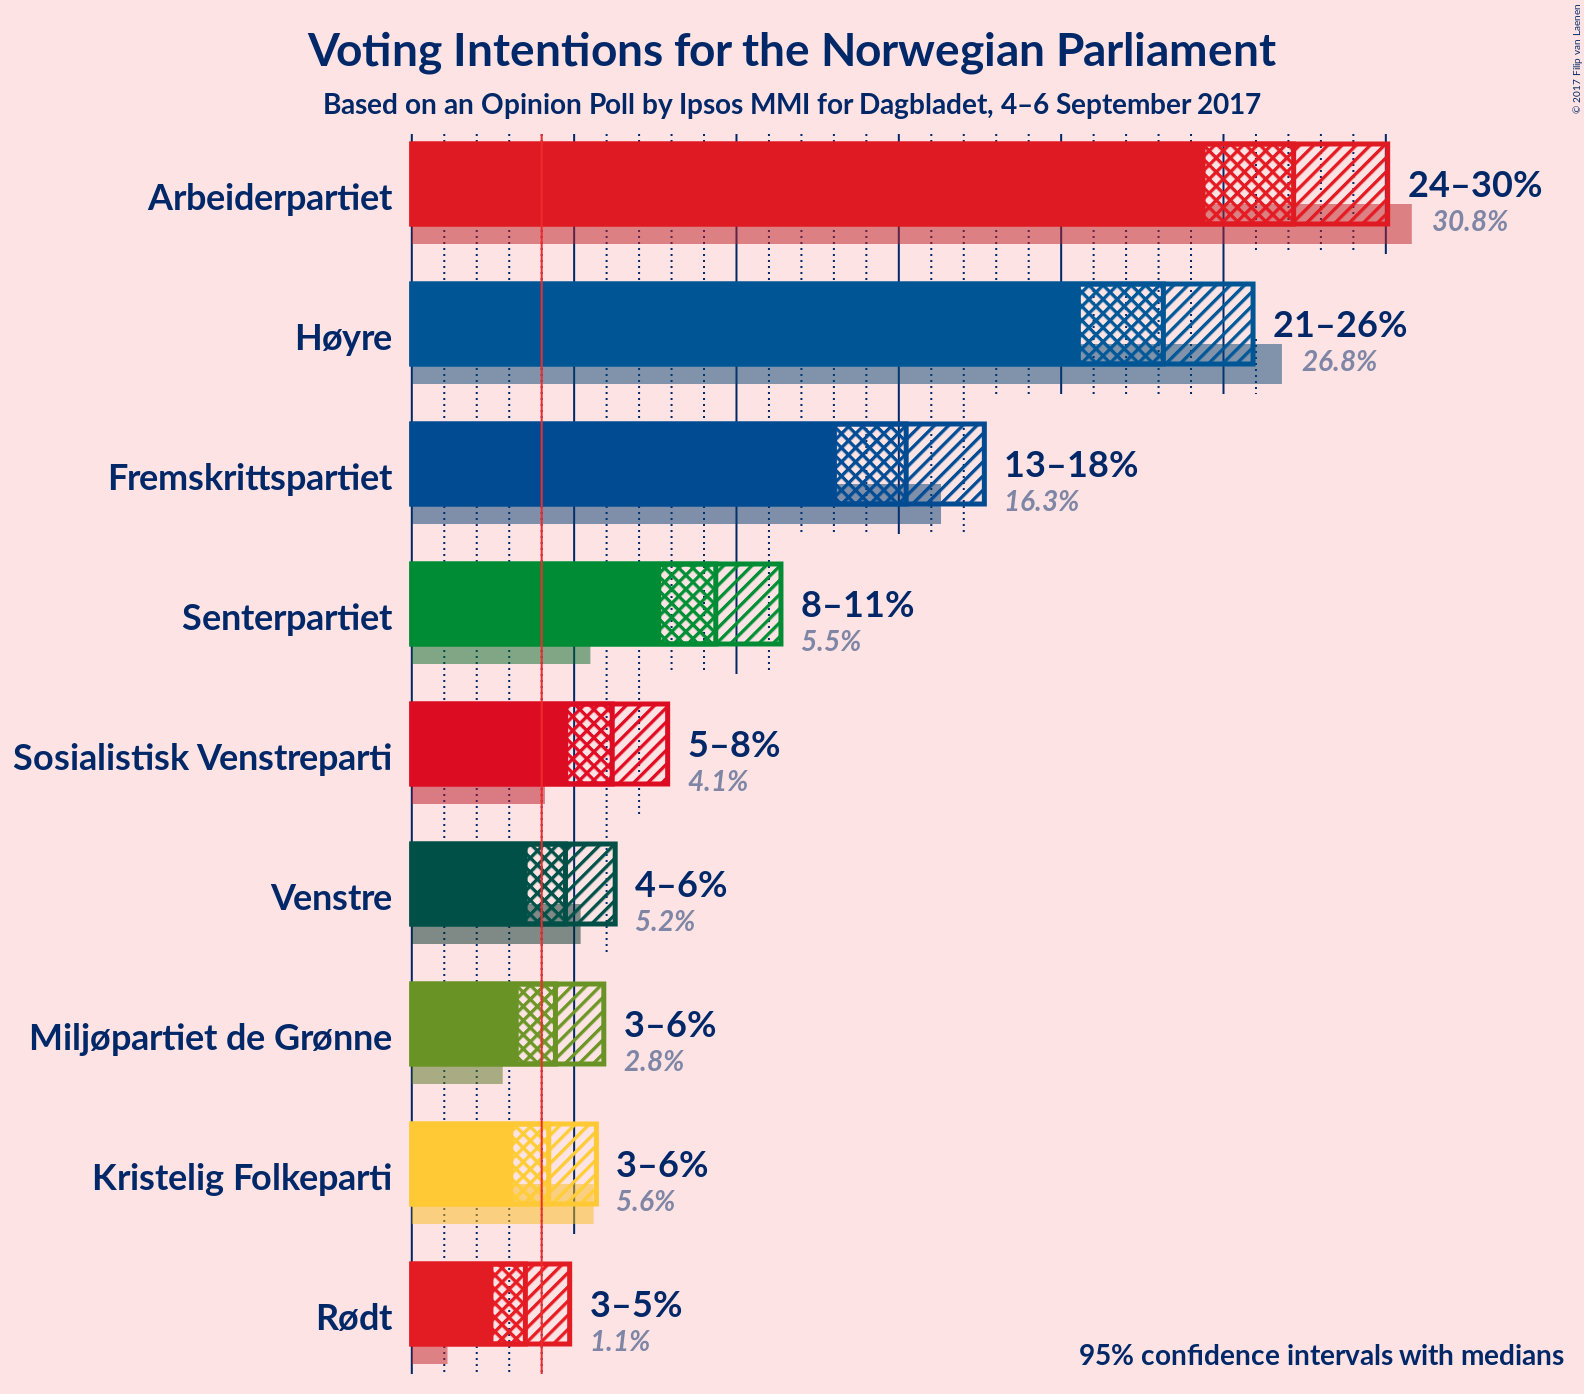 Voting Intentions for the Norwegian Parliament
Based on an Opinion Poll by Ipsos MMI for Dagbladet, 4–6 September 2017
© 2017 Filip van Laenen
Arbeiderpartiet
24–30%
30.8%
Høyre
21–26%
26.8%
Fremskrittspartiet
13–18%
16.3%
Senterpartiet
8–11%
5.5%
Sosialistisk Venstreparti
5–8%
4.1%
Venstre
4–6%
5.2%
Miljøpartiet de Grønne
3–6%
2.8%
Kristelig Folkeparti
3–6%
5.6%
Rødt
3–5%
1.1%
95% confidence intervals with medians